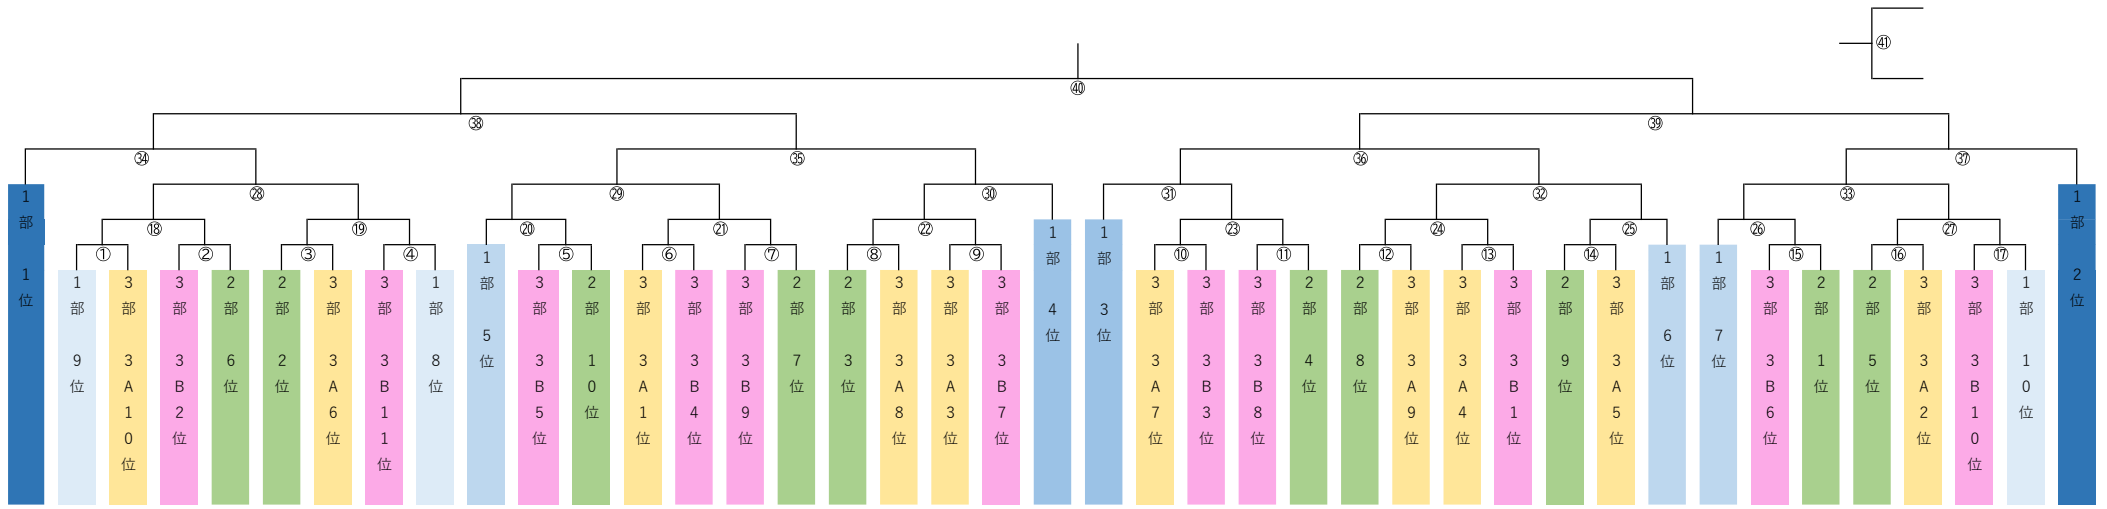 ㊶
㊵
㊳
㊴
㉞
㉟
㊱
㊲
㉘
㉙
㉚
㉛
㉜
㉝
⑱
⑲
⑳
㉑
㉒
㉓
㉔
㉕
㉖
㉗
①
②
③
④
⑤
⑥
⑦
⑧
⑨
⑩
⑪
⑫
⑬
⑭
⑮
⑯
⑰
1部 1位
1部 9位
3部 3A10位
3部 3B2位
2部 6位
2部 2位
3部 3A6位
3部 3B11位
1部 8位
1部 5位
3部 3B5位
2部 10位
3部 3A1位
3部 3B4位
3部 3B9位
2部 7位
2部 3位
3部 3A8位
3部 3A3位
3部 3B7位
1部 4位
1部 3位
3部 3A7位
3部 3B3位
3部 3B8位
2部 4位
2部 8位
3部 3A9位
3部 3A4位
3部 3B1位
2部 9位
3部 3A5位
1部 6位
1部 7位
3部 3B6位
2部 1位
2部 5位
3部 3A2位
3部 3B10位
1部 10位
1部 2位